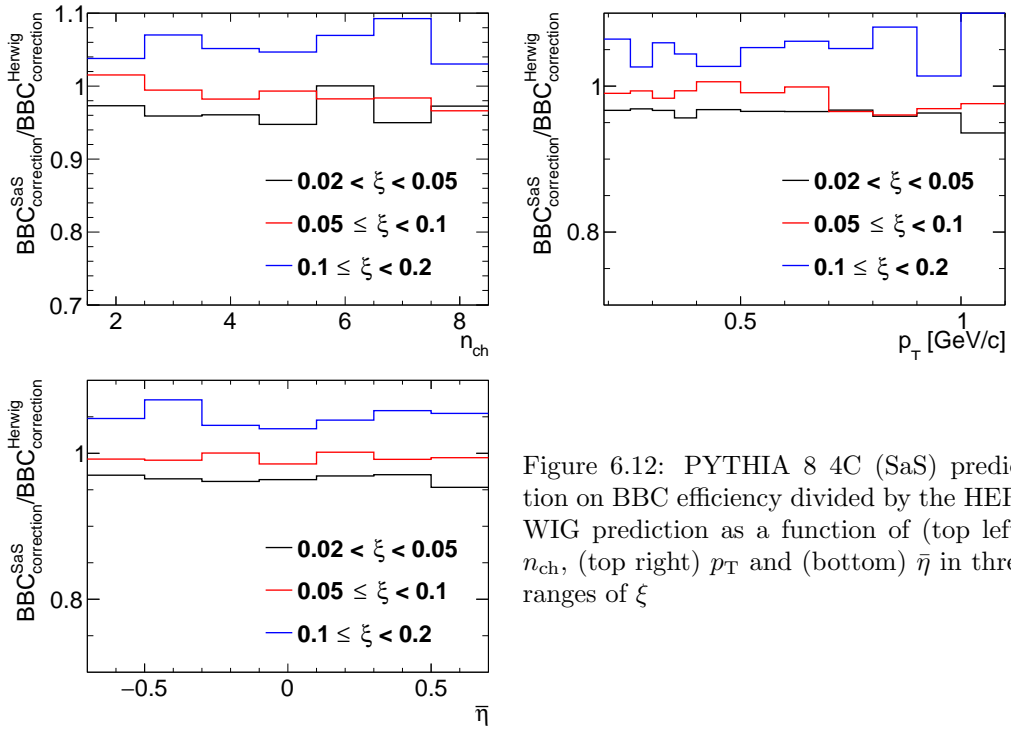 1.1
1
0.9
0.8
0.7
BBC^SaS_correction/BBC^Herwig_correction
0.02 < ξ < 0.05
0.05 ≤ ξ < 0.1
0.1 ≤ ξ < 0.2
2 4 6 8
n_ch
1
0.8
BBC^SaS_correction/BBC^Herwig_correction
0.02 < ξ < 0.05
0.05 ≤ ξ < 0.1
0.1 ≤ ξ < 0.2
0.5 1
p_T [GeV/c]
1
0.8
BBC^SaS_correction/BBC^Herwig_correction
0.02 < ξ < 0.05
0.05 ≤ ξ < 0.1
0.1 ≤ ξ < 0.2
−0.5 0 0.5
η̄
Figure 6.12: PYTHIA 8 4C (SaS) predic
tion on BBC efficiency divided by the HER
WIG prediction as a function of (top left
n_ch, (top right) p_T and (bottom) η̄ in thre
ranges of ξ